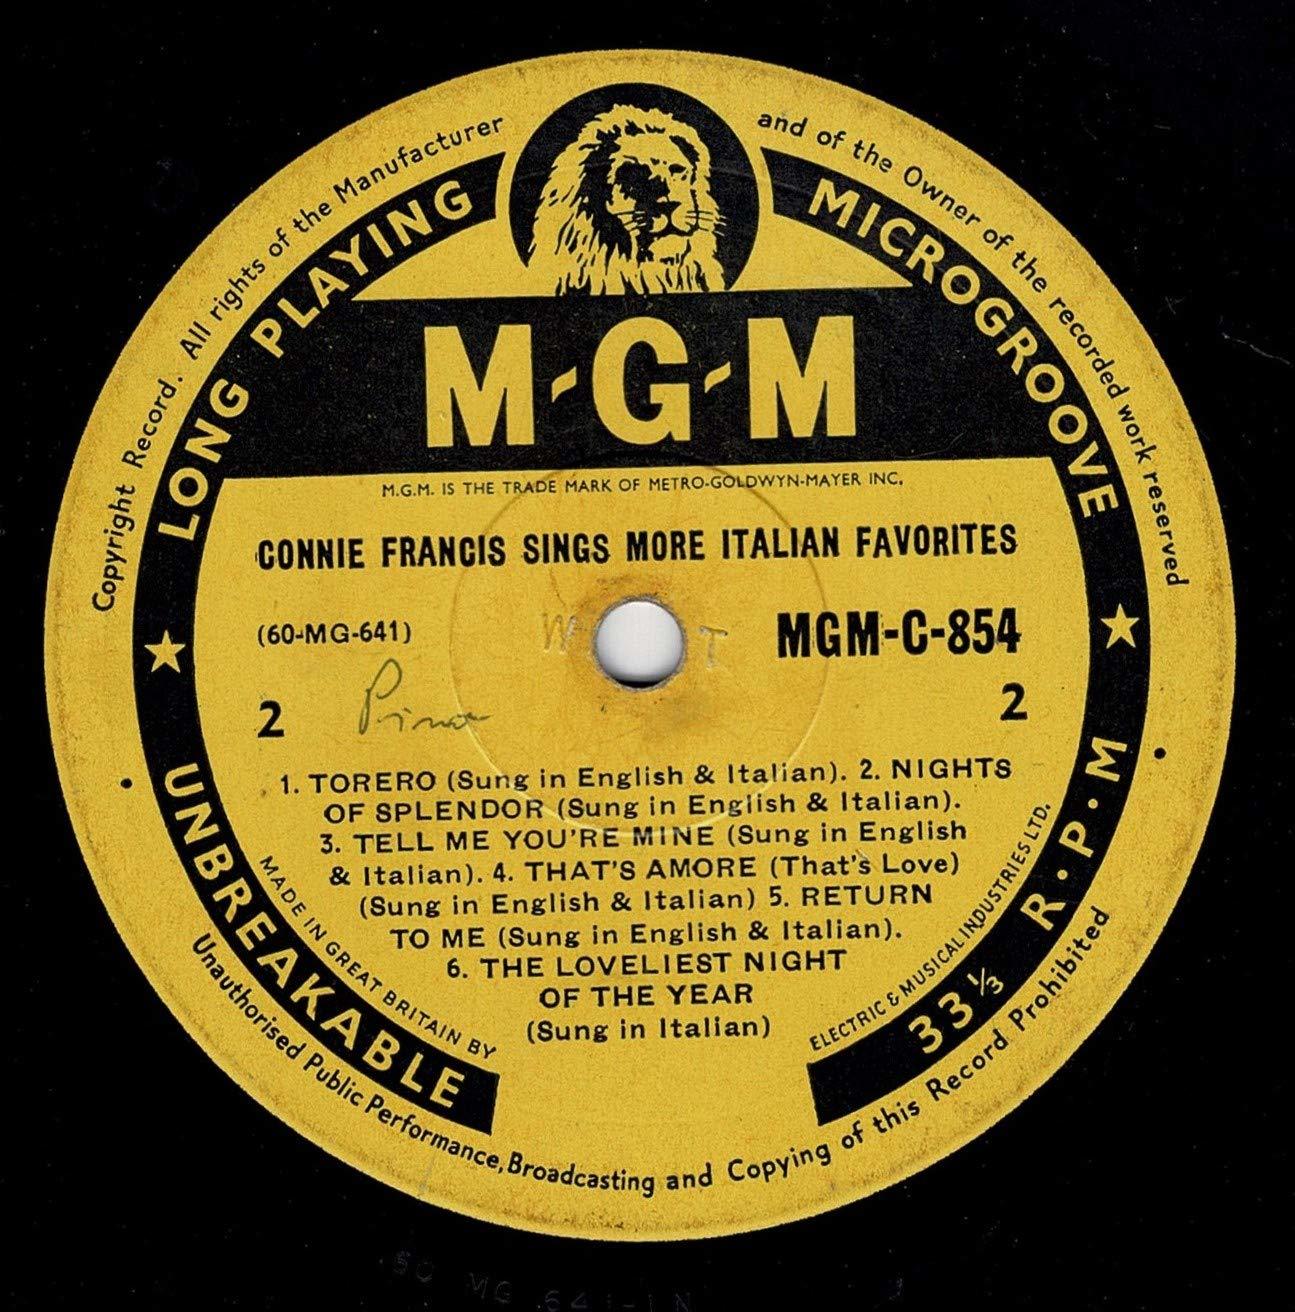 Copyright Record. All rights of the Manufacturer and of the Owner of the recorded work reserved
LONG PLAYING MICROGROOVE
M-G-M
M.G.M. IS THE TRADE MARK OF METRO-GOLDWYN-MAYER INC.
CONNIE FRANCIS SINGS MORE ITALIAN FAVORITES
(60-MG-641) MGM-C-854
W T
2 2
1. TORERO (Sung in English & Italian). 2. NIGHTS
OF SPLENDOR (Sung in English & Italian).
3. TELL ME YOU'RE MINE (Sung in English
& Italian). 4. THAT'S AMORE (That's Love)
(Sung in English & Italian) 5. RETURN
TO ME (Sung in English & Italian).
6. THE LOVELIEST NIGHT
OF THE YEAR
(Sung in Italian)
MADE IN GREAT BRITAIN BY ELECTRIC & MUSICAL INDUSTRIES LTD.
UNBREAKABLE 33⅓ R·P·M
Unauthorised Public Performance, Broadcasting and Copying of this Record Prohibited